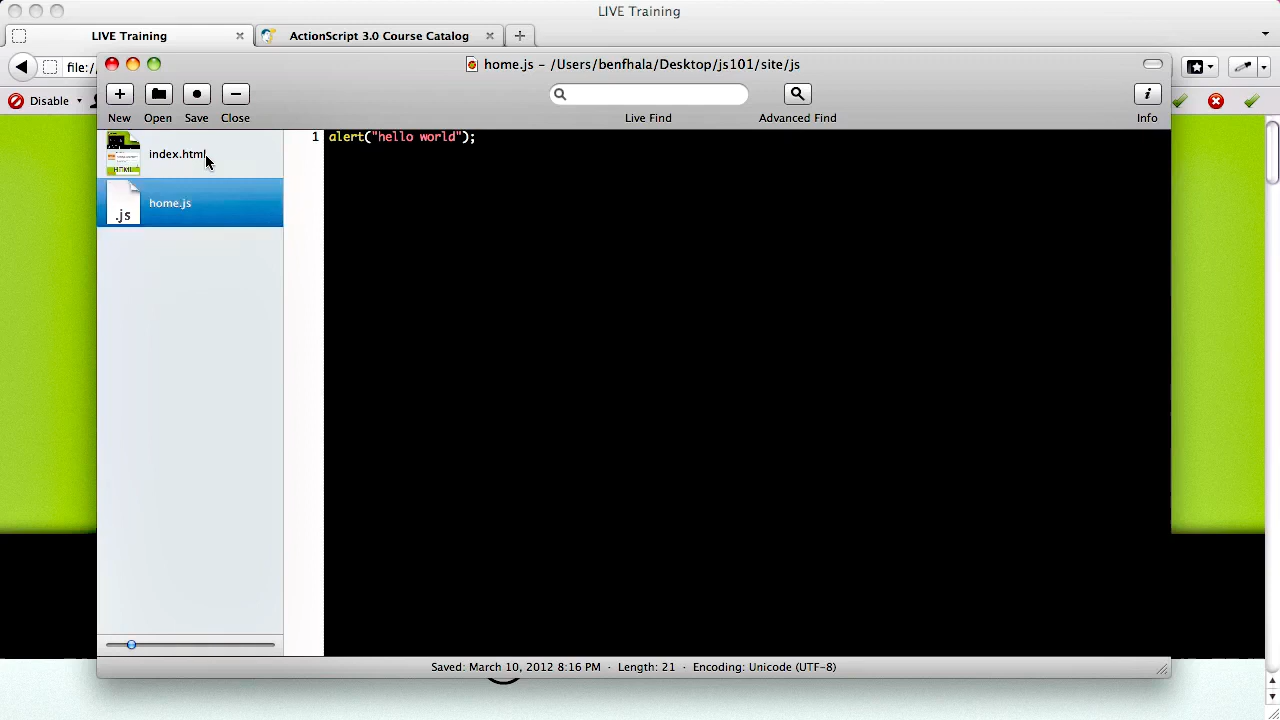 LIVE Training
LIVE Training
ActionScript 3.0 Course Catalog
file:/
home.js – /Users/benfhala/Desktop/js101/site/js
Disable
New Open Save Close
Live Find
Advanced Find
Info
index.html
HTML
.js
home.js
1 alert("hello world");
Saved: March 10, 2012 8:16 PM · Length: 21 · Encoding: Unicode (UTF-8)